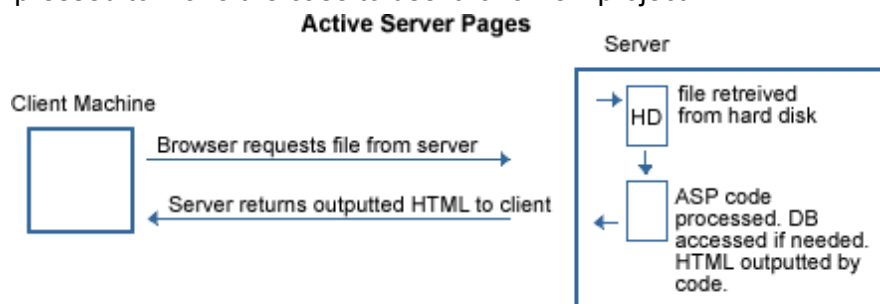 Active Server Pages
Server
Client Machine
file retreived
from hard disk
HD
Browser requests file from server
Server returns outputted HTML to client
ASP code
processed. DB
accessed if needed.
HTML outputted by
code.